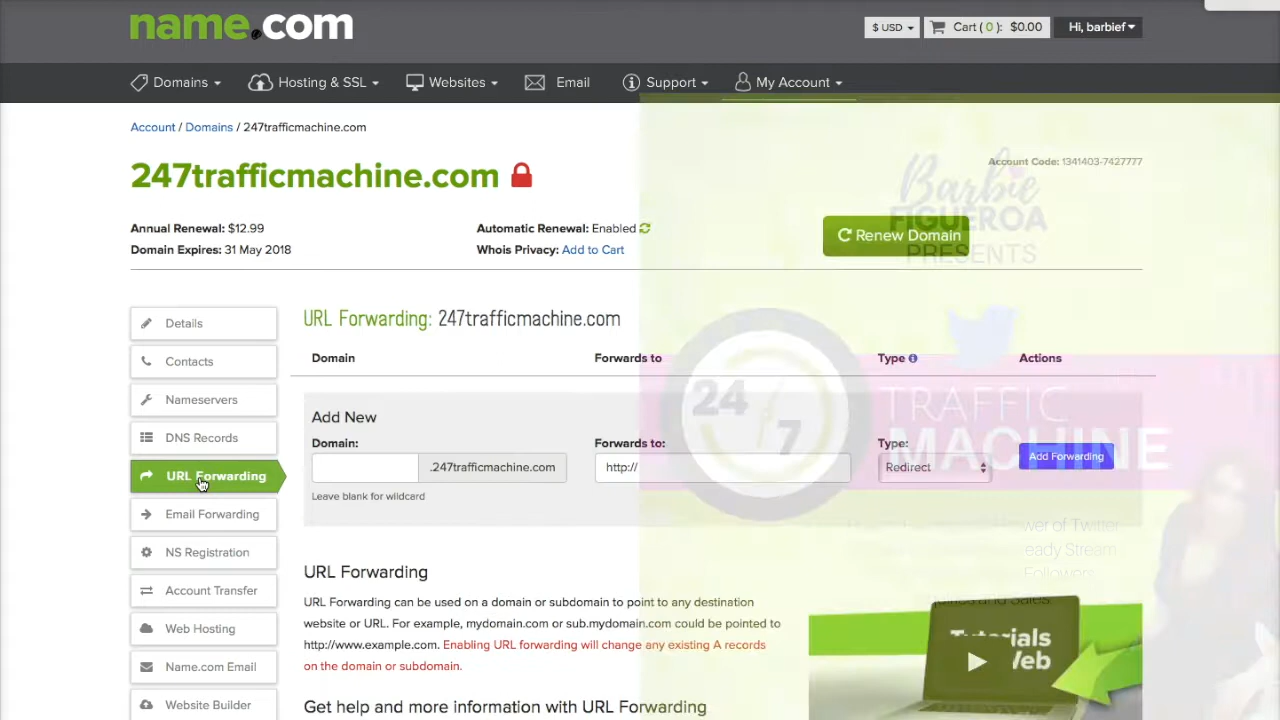 name.com
$ USD
Cart ( 0 ): $0.00
Hi, barbief
Domains
Hosting & SSL
Websites
Email
Support
My Account
Account / Domains / 247trafficmachine.com
Account Code: 1341403-7427777
247trafficmachine.com
Barbie
FIGUEROA
PRESENTS
Annual Renewal: $12.99
Automatic Renewal: Enabled
Renew Domain
Domain Expires: 31 May 2018
Whois Privacy: Add to Cart
Details
Contacts
Nameservers
DNS Records
URL Forwarding
Email Forwarding
NS Registration
Account Transfer
Web Hosting
Name.com Email
Website Builder
URL Forwarding: 247trafficmachine.com
Domain
Forwards to
Type
Actions
Add New
Domain:
Forwards to:
Type:
.247trafficmachine.com
http://
Redirect
Add Forwarding
Leave blank for wildcard
24
7
TRAFFIC
MACHINE
wer of Twitter
eady Stream
Followers
and Sales
URL Forwarding
URL Forwarding can be used on a domain or subdomain to point to any destination
website or URL. For example, mydomain.com or sub.mydomain.com could be pointed to
http://www.example.com. Enabling URL forwarding will change any existing A records
on the domain or subdomain.
Get help and more information with URL Forwarding
Tutorials
Web